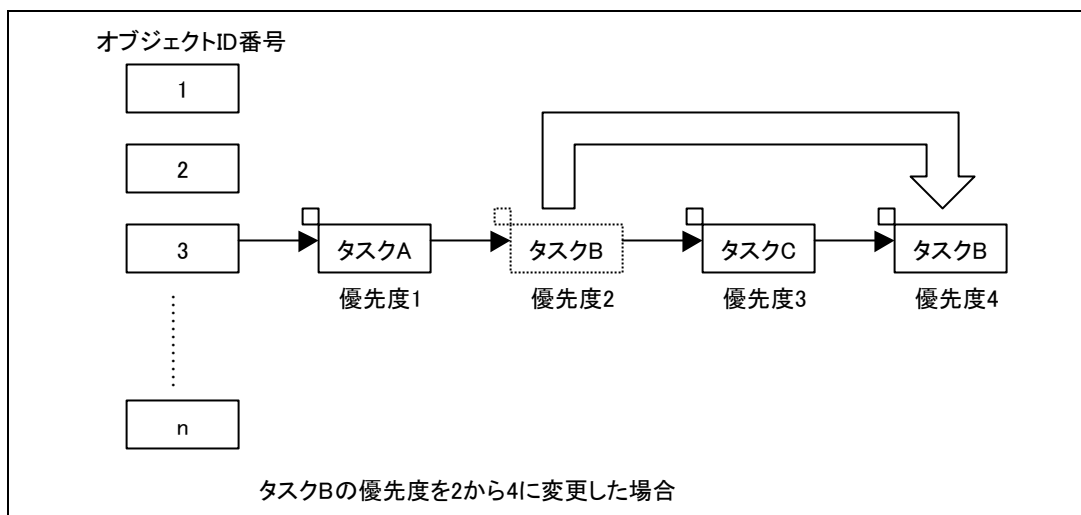 オブジェクトID番号
1
2
3
タスクA
タスクB
タスクC
タスクB
優先度1
優先度2
優先度3
優先度4
n
タスクBの優先度を2から4に変更した場合